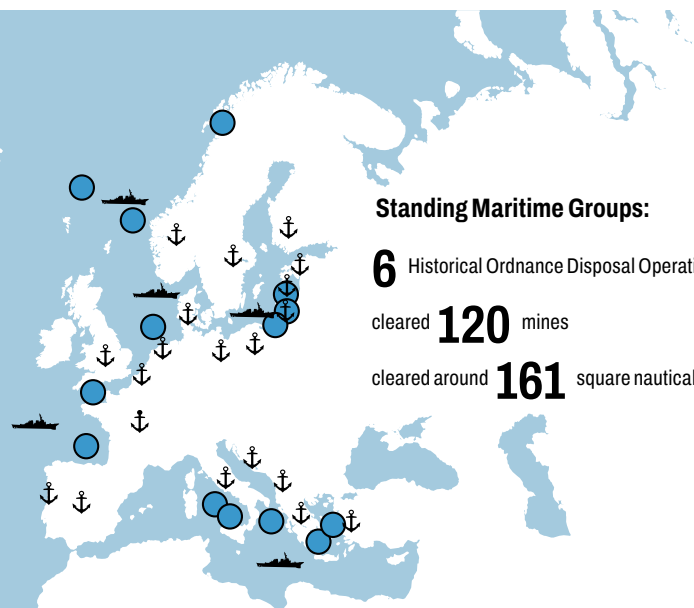 Standing Maritime Groups:
6 Historical Ordnance Disposal Operati
cleared 120 mines
cleared around 161 square nautical